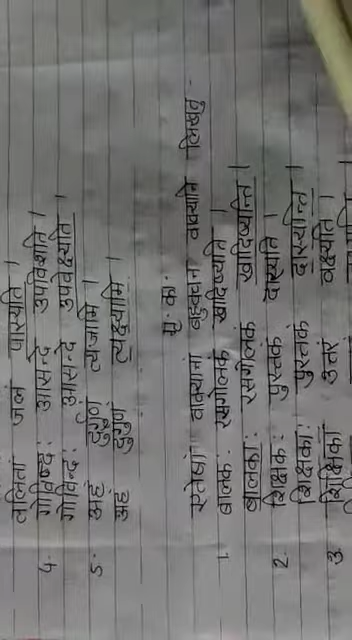 ललिता जलं पास्यति ।
4. गोविन्द: आसन्दे उपविशति ।
गोविन्द: आसन्दे उपवेक्ष्यति ।
5. अहं दुर्गुणं त्यजामि ।
अहं दुर्गुणं त्यक्ष्यामि ।
गृ. का.
एतेषां वाक्यानां बहुवचन वाक्यानि लिखतु -
1. बालक: रसगोलकं खादिष्यति ।
बालका: रसगोलकं खादिष्यन्ति ।
2. शिक्षक: पुस्तकं दास्यति ।
शिक्षका: पुस्तकं दास्यन्ति ।
3. शिक्षिका उत्तरं वक्ष्यति ।